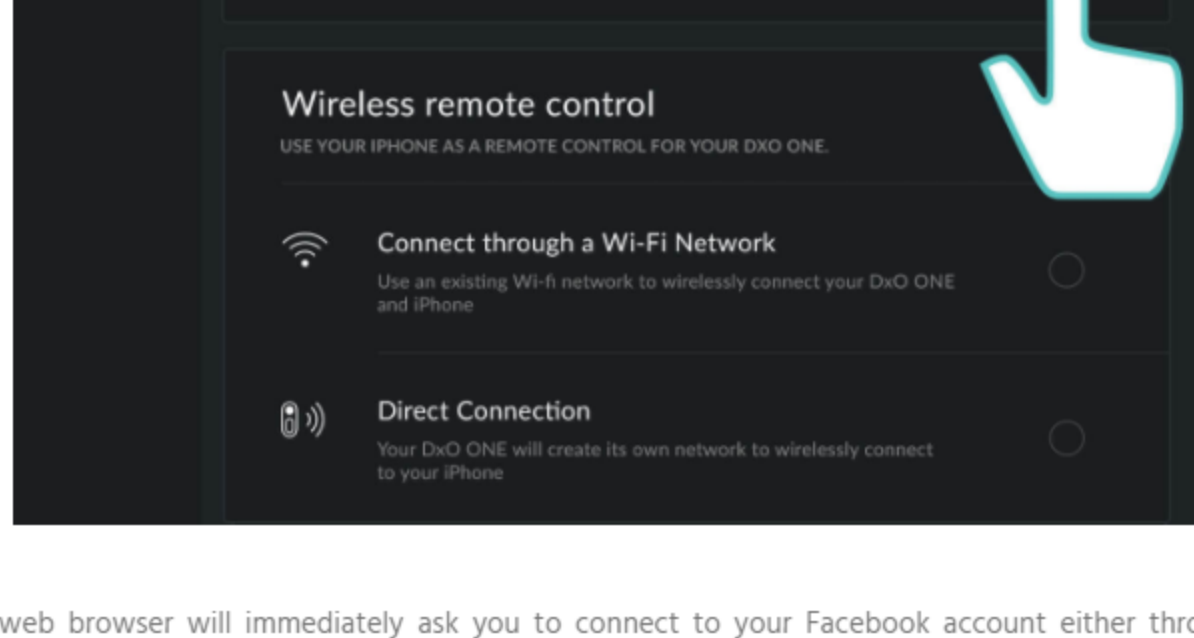 Wireless remote control
USE YOUR IPHONE AS A REMOTE CONTROL FOR YOUR DXO ONE.
Connect through a Wi-Fi Network
Use an existing Wi-fi network to wirelessly connect your DxO ONE
and iPhone
Direct Connection
Your DxO ONE will create its own network to wirelessly connect
to your iPhone
web browser will immediately ask you to connect to your Facebook account either